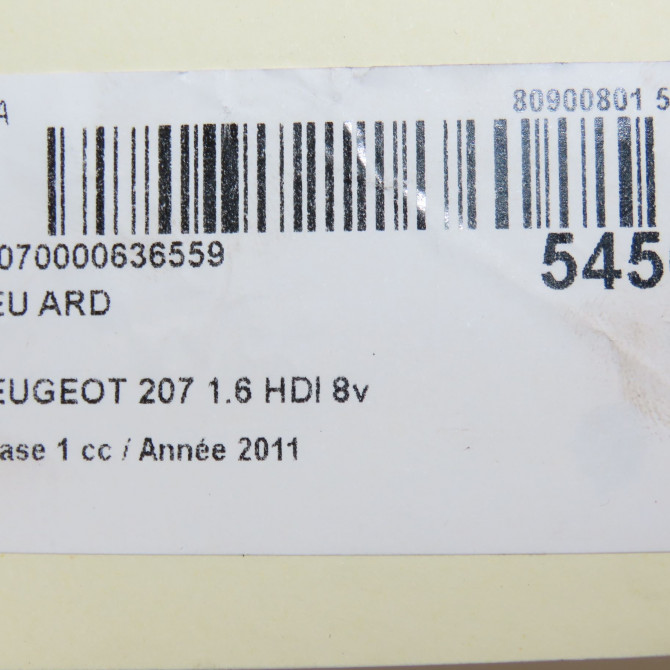 A
80900801 5
070000636559
545
EU ARD
EUGEOT 207 1.6 HDI 8v
ase 1 cc / Année 2011